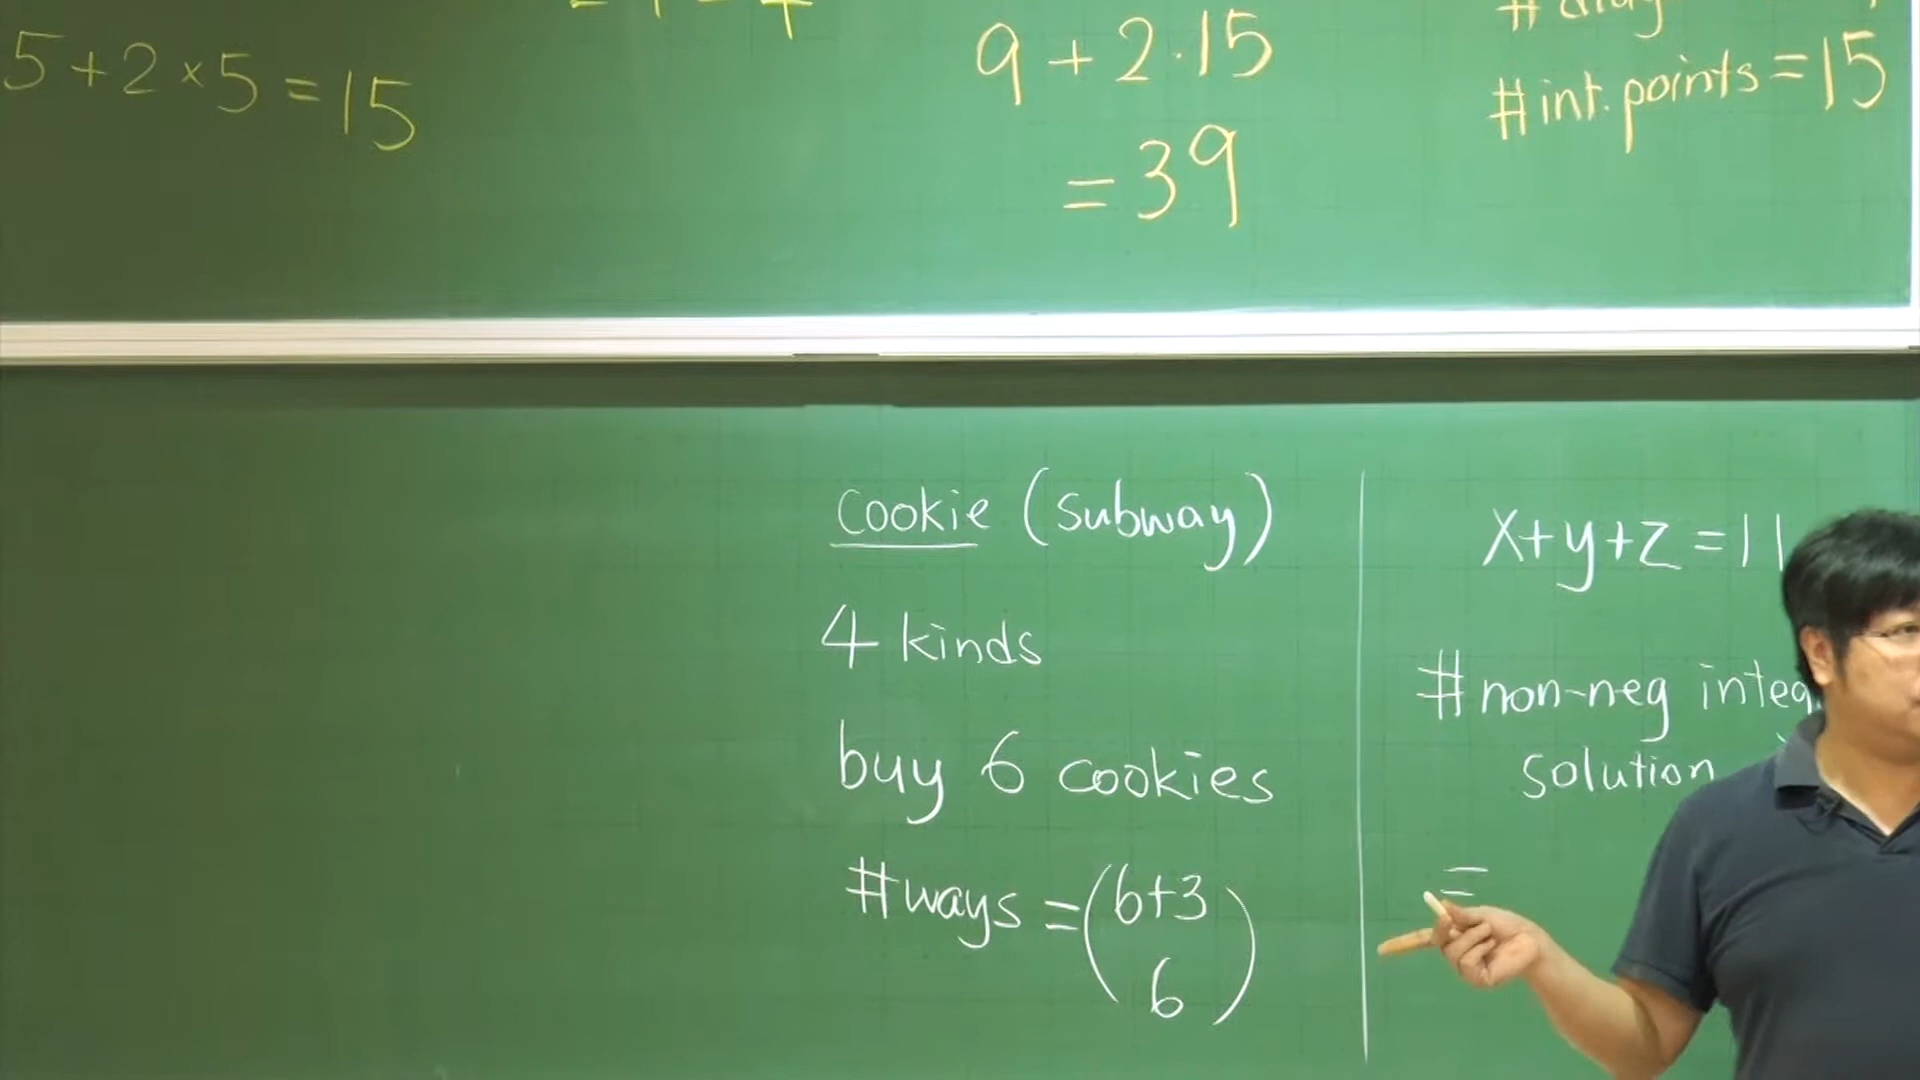 5+2×5=15
9+2·15
=39
#int. points=15
cookie (subway)
4 kinds
buy 6 cookies
#ways =(6+3
6)
x+y+z=11
#non-neg
solution
=